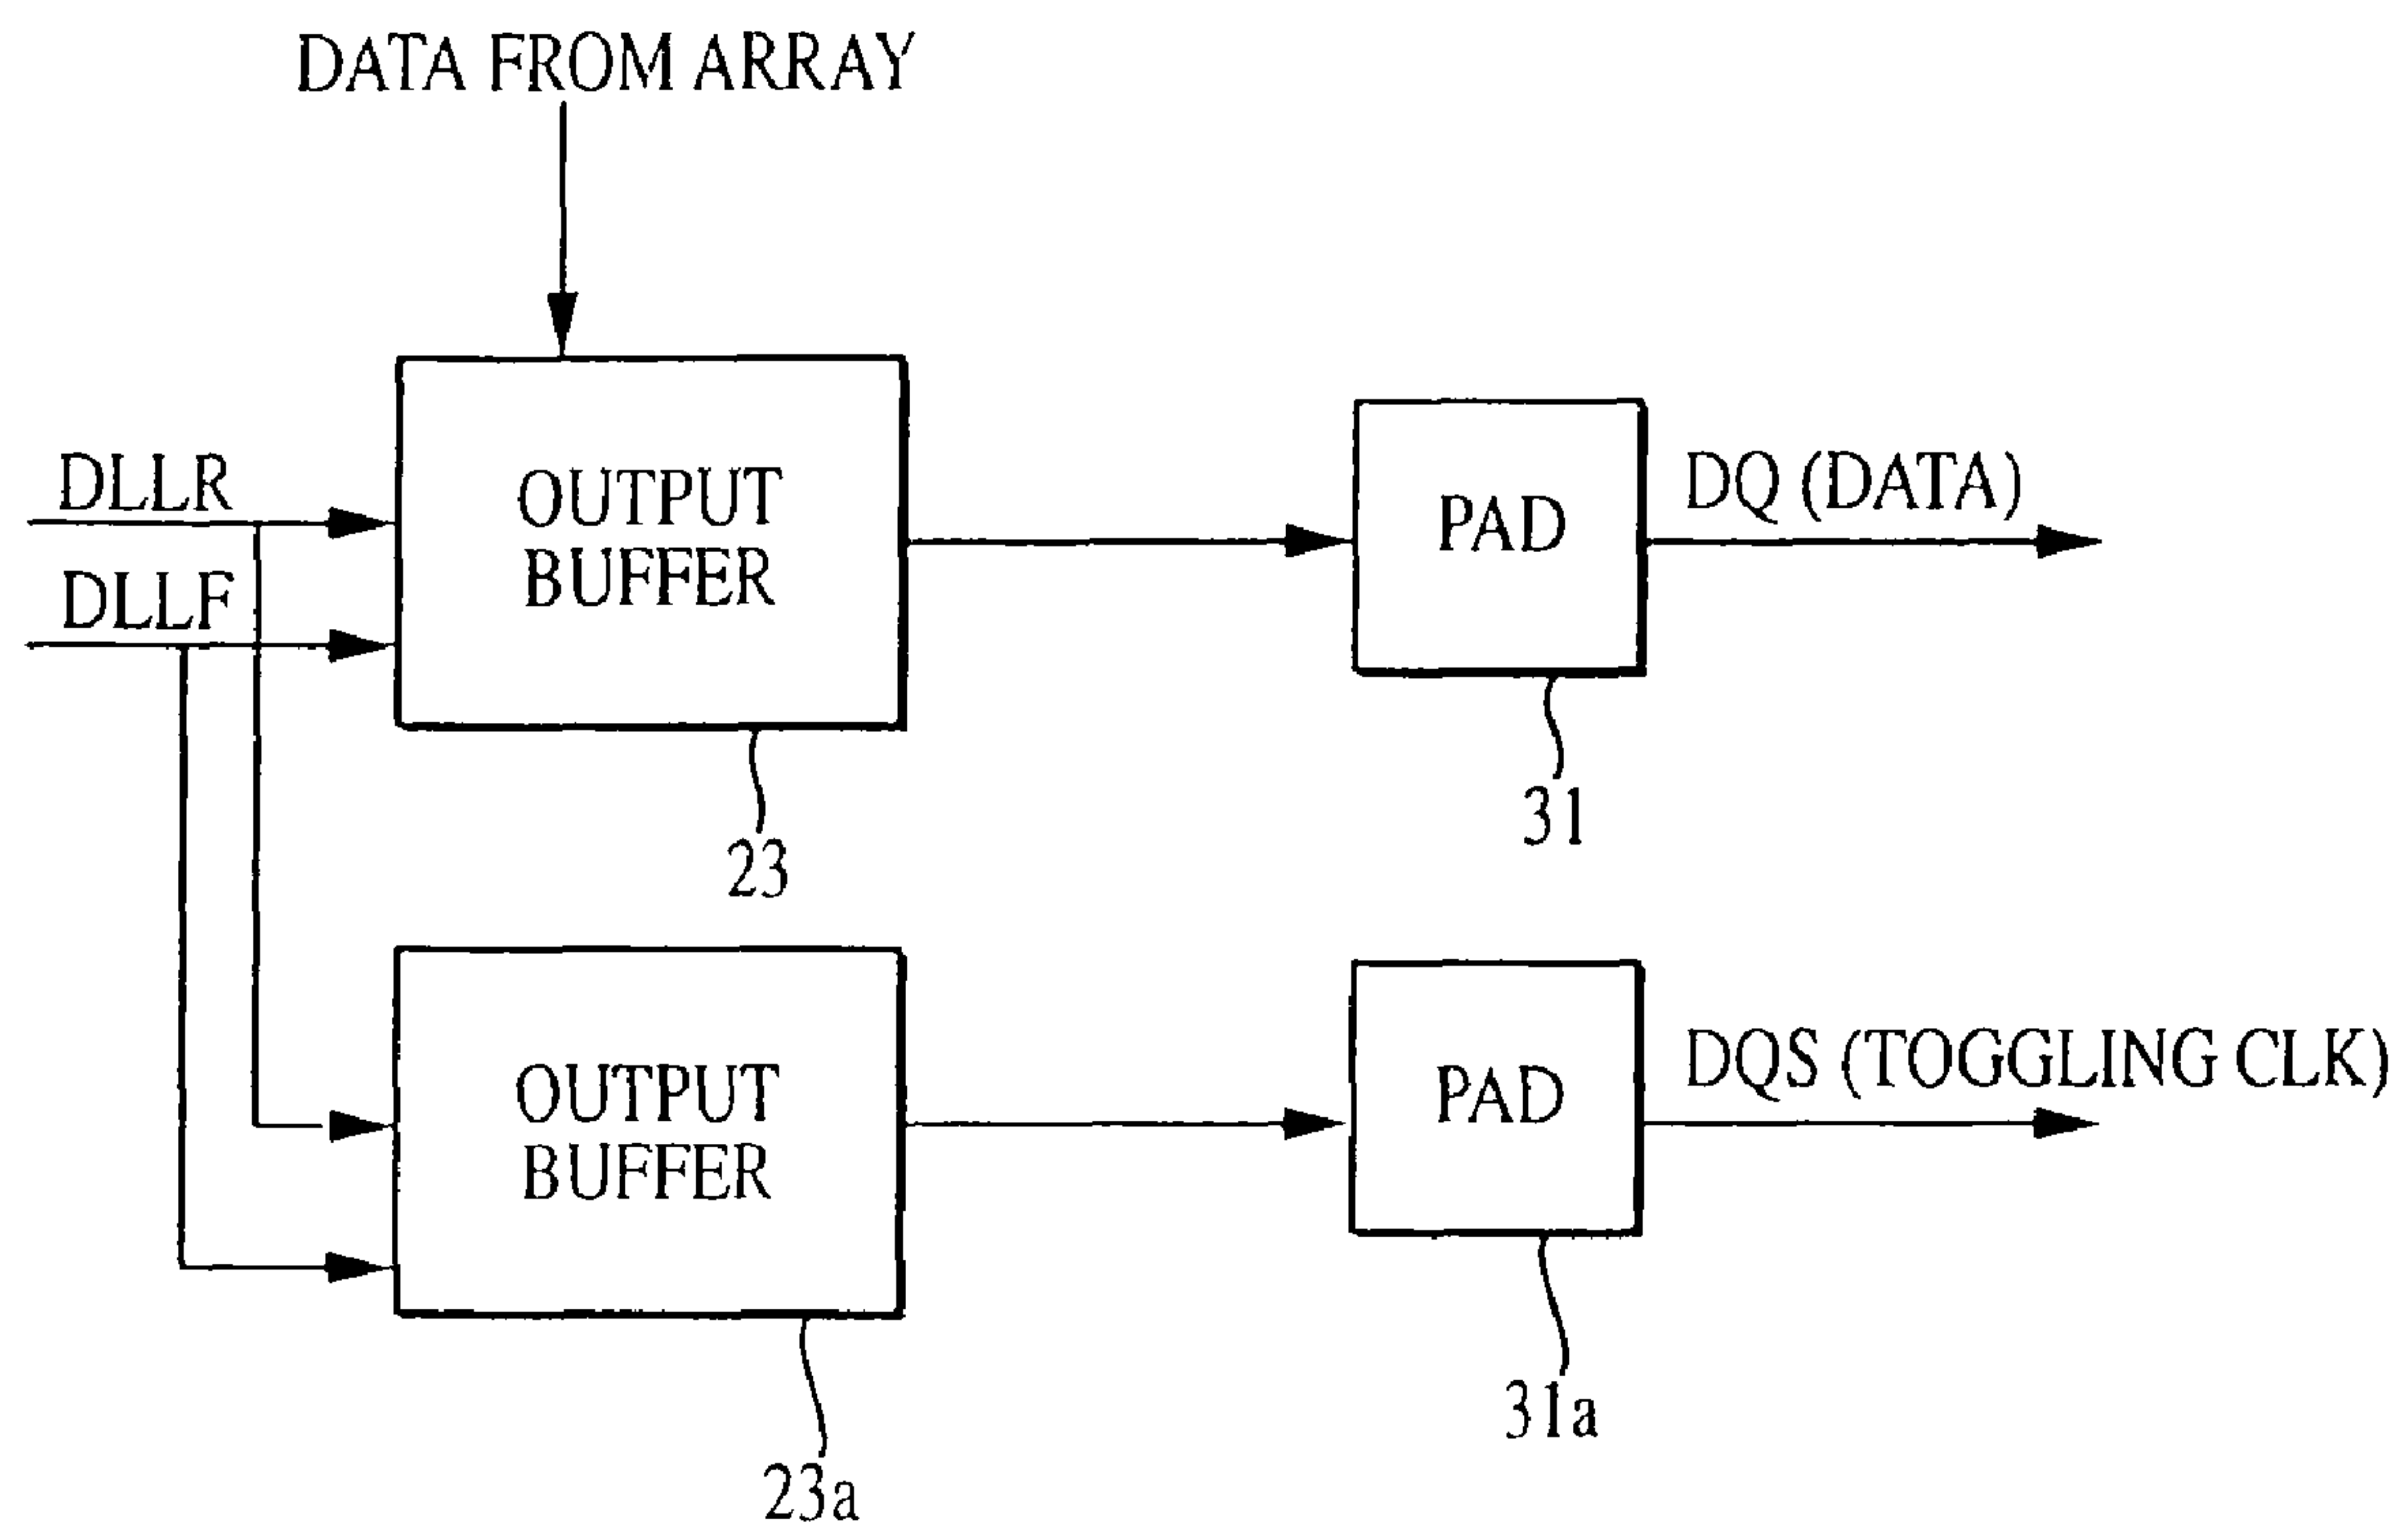 DATA FROM ARRAY
DLLR
DLLF
OUTPUT
BUFFER
PAD
DQ (DATA)
23
31
OUTPUT
BUFFER
PAD
DQS (TOGGLING CLK)
23a
31a